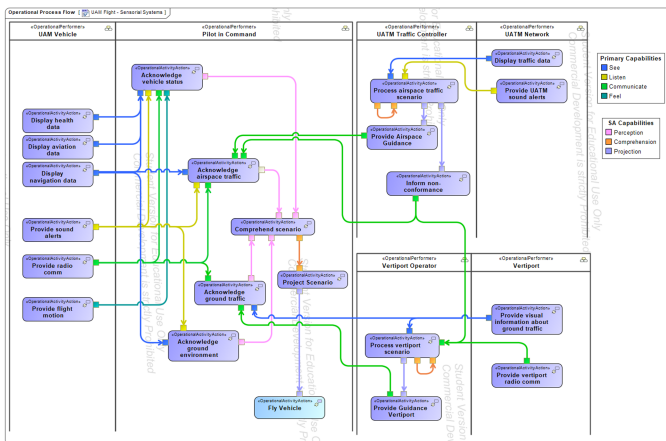 Operational Process Flow [ UAM Flight - Sensorial Systems ]
«OperationalPerformer»
UAM Vehicle
«OperationalPerformer»
Pilot in Command
«OperationalPerformer»
UATM Traffic Controller
«OperationalPerformer»
UATM Network
«OperationalActivityAction»
Acknowledge
vehicle status
«OperationalActivityAction»
Display health
data
«OperationalActivityAction»
Display aviation
data
«OperationalActivityAction»
Display
navigation data
«OperationalActivityAction»
Acknowledge
airspace traffic
«OperationalActivityAction»
Provide sound
alerts
«OperationalActivityAction»
Comprehend scenario
«OperationalActivityAction»
Provide radio
comm
«OperationalActivityAction»
Project Scenario
«OperationalActivityAction»
Acknowledge
ground traffic
«OperationalActivityAction»
Provide flight
motion
«OperationalActivityAction»
Acknowledge
ground
environment
«OperationalActivityAction»
Fly Vehicle
«OperationalActivityAction»
Display traffic data
«OperationalActivityAction»
Process airspace traffic
scenario
«OperationalActivityAction»
Provide UATM
sound alerts
«OperationalActivityAction»
Provide Airspace
Guidance
«OperationalActivityAction»
Inform non-
conformance
«OperationalPerformer»
Vertiport Operator
«OperationalPerformer»
Vertiport
«OperationalActivityAction»
Provide visual
information about
ground traffic
«OperationalActivityAction»
Process vertiport
scenario
«OperationalActivityAction»
Provide vertiport
radio comm
«OperationalActivityAction»
Provide Guidance
Vertiport
Primary Capabilities
See
Listen
Communicate
Feel
SA Capabilities
Perception
Comprehension
Projection